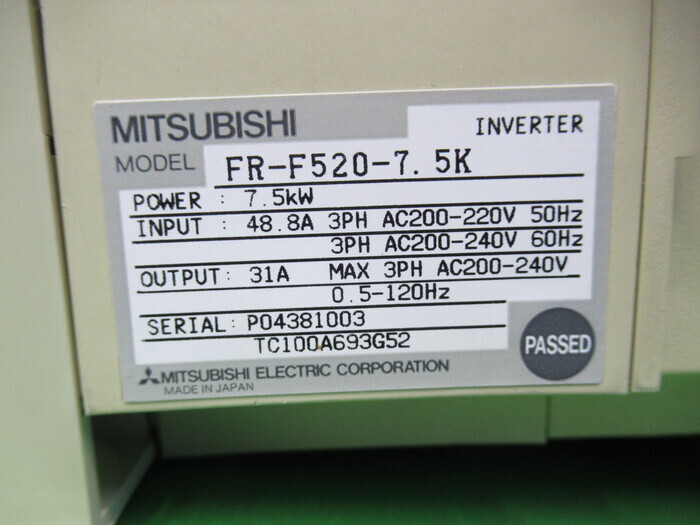 MITSUBISHI
INVERTER
MODEL FR-F520-7.5K
POWER : 7.5kW
INPUT : 48.8A 3PH AC200-220V 50Hz
3PH AC200-240V 60Hz
OUTPUT: 31A MAX 3PH AC200-240V
0.5-120Hz
SERIAL: P04381003
TC100A693G52
PASSED
MITSUBISHI ELECTRIC CORPORATION
MADE IN JAPAN